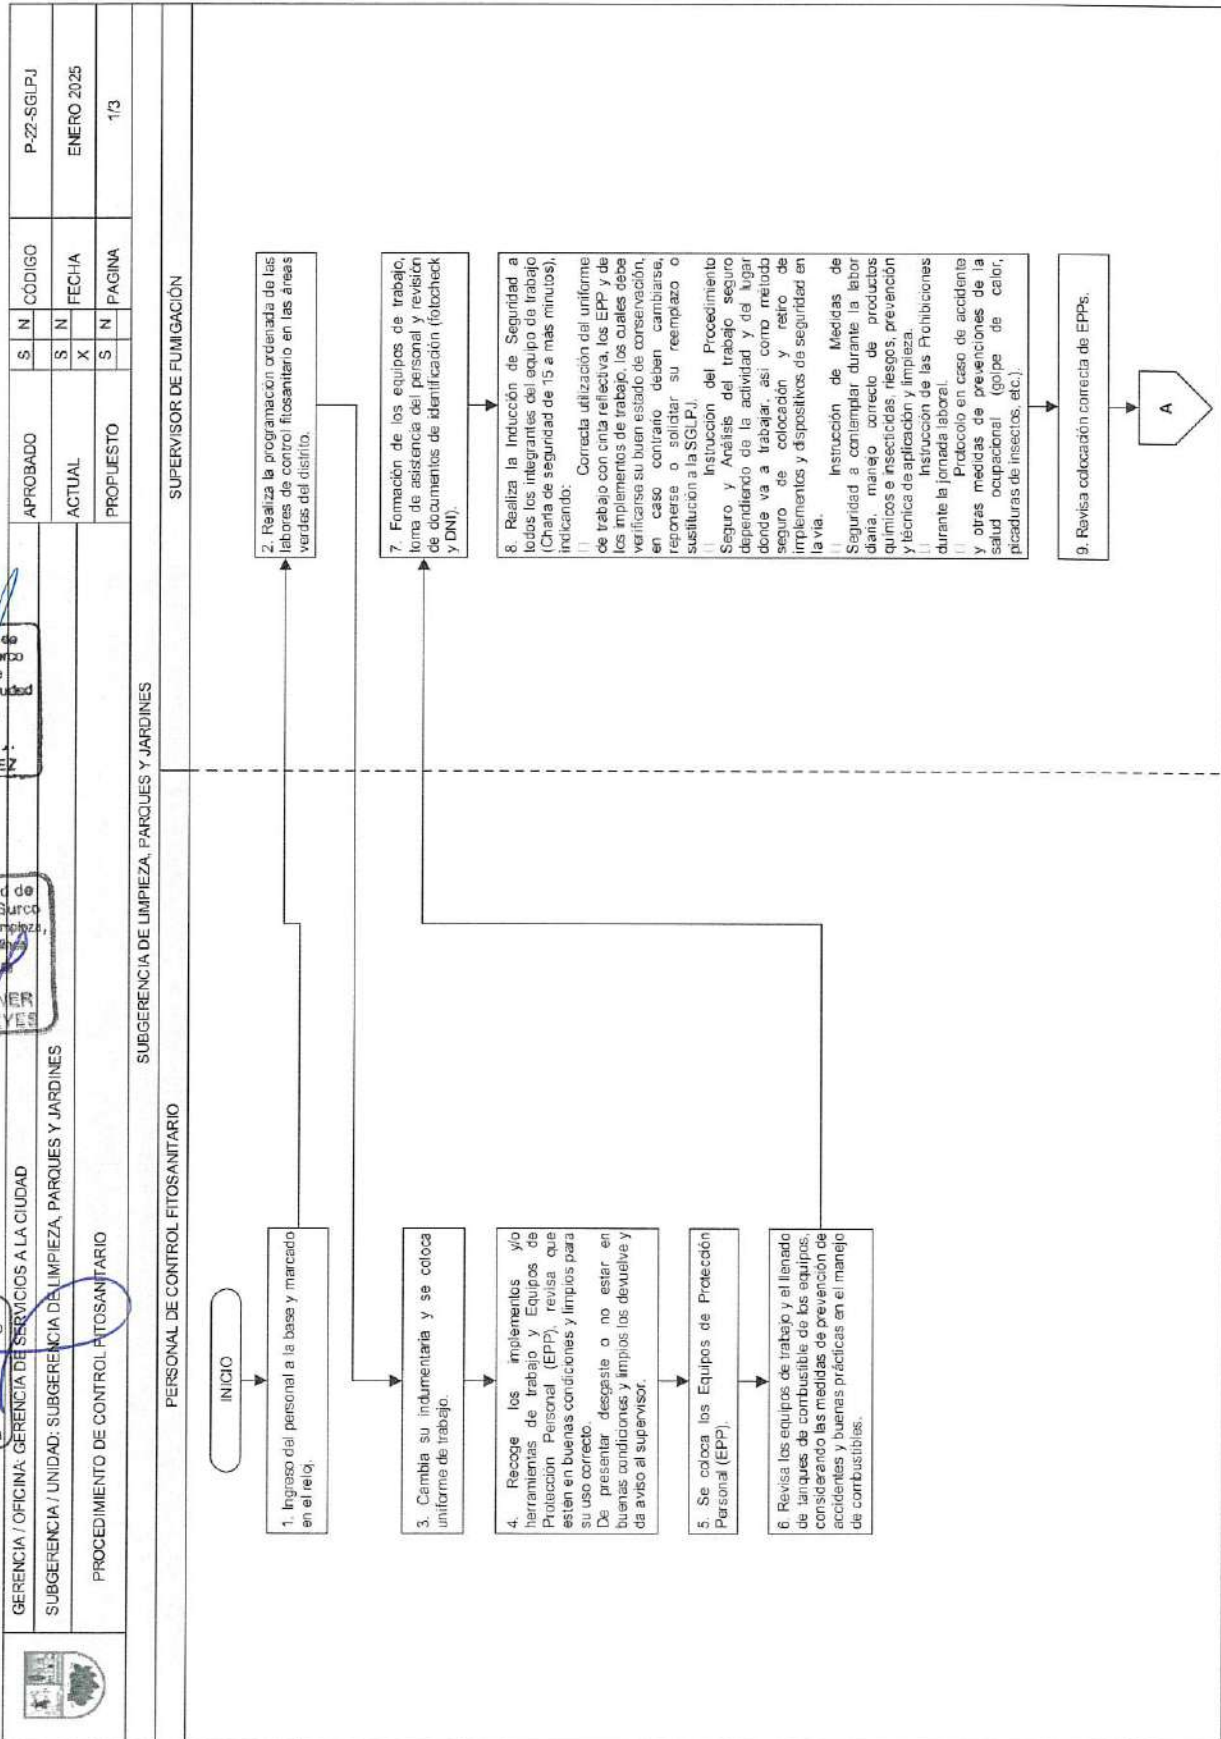 GERENCIA / OFICINA: GERENCIA DE SERVICIOS A LA CIUDAD
APROBADO
S N
CÓDIGO
P-22-SGLPJ
SUBGERENCIA / UNIDAD: SUBGERENCIA DE LIMPIEZA, PARQUES Y JARDINES
ACTUAL
S N
X
FECHA
ENERO 2025
PROCEDIMIENTO DE CONTROL FITOSANITARIO
PROPUESTO
S N
PAGINA
1/3
SUBGERENCIA DE LIMPIEZA, PARQUES Y JARDINES
PERSONAL DE CONTROL FITOSANITARIO
SUPERVISOR DE FUMIGACIÓN
INICIO
1. Ingreso del personal a la base y marcado
en el reloj.
2. Realiza la programación ordenada de las
labores de control fitosanitario en las áreas
verdes del distrito.
3. Cambia su indumentaria y se coloca
uniforme de trabajo.
4. Recoge los implementos y/o
herramientas de trabajo y Equipos de
Protección Personal (EPP), revisa que
estén en buenas condiciones y limpios para
su uso correcto.
De presentar desgaste o no estar en
buenas condiciones y limpios los devuelve y
da aviso al supervisor.
5. Se coloca los Equipos de Protección
Personal (EPP).
6. Revisa los equipos de trabajo y el llenado
de tanques de combustible de los equipos,
considerando las medidas de prevención de
accidentes y buenas prácticas en el manejo
de combustibles.
7. Formación de los equipos de trabajo,
toma de asistencia del personal y revisión
de documentos de identificación (fotocheck
y DNI).
8. Realiza la Inducción de Seguridad a
todos los integrantes del equipo de trabajo
(Charla de seguridad de 15 a más minutos),
indicando:
Correcta utilización del uniforme
de trabajo con cinta reflectiva, los EPP y de
los implementos de trabajo, los cuales debe
verificarse su buen estado de conservación,
en caso contrario deben cambiarse,
reponerse o solicitar su reemplazo o
sustitución a la SGLPJ.
Instrucción del Procedimiento
Seguro y Análisis del trabajo seguro
dependiendo de la actividad y del lugar
donde va a trabajar, así como método
seguro de colocación y retiro de
implementos y dispositivos de seguridad en
la vía.
Instrucción de Medidas de
Seguridad a contemplar durante la labor
diaria, manejo correcto de productos
químicos e insecticidas, riesgos, prevención
y técnica de aplicación y limpieza.
Instrucción de las Prohibiciones
durante la jornada laboral.
Protocolo en caso de accidente
y otras medidas de prevenciones de la
salud ocupacional (golpe de calor,
picaduras de insectos, etc.).
9. Revisa colocación correcta de EPPs.
A